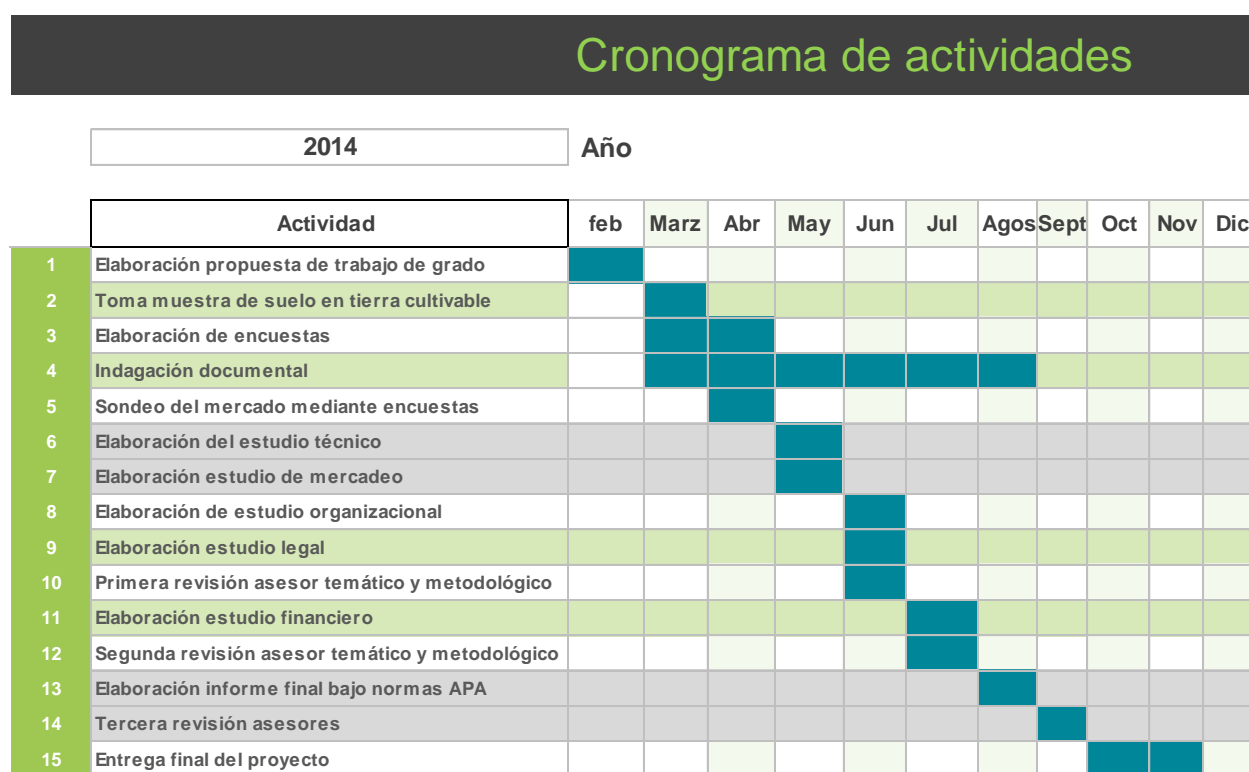 Cronograma de actividades
2014 Año
Actividad feb Marz Abr May Jun Jul Agos Sept Oct Nov Dic
1 Elaboración propuesta de trabajo de grado
2 Toma muestra de suelo en tierra cultivable
3 Elaboración de encuestas
4 Indagación documental
5 Sondeo del mercado mediante encuestas
6 Elaboración del estudio técnico
7 Elaboración estudio de mercadeo
8 Elaboración de estudio organizacional
9 Elaboración estudio legal
10 Primera revisión asesor temático y metodológico
11 Elaboración estudio financiero
12 Segunda revisión asesor temático y metodológico
13 Elaboración informe final bajo normas APA
14 Tercera revisión asesores
15 Entrega final del proyecto